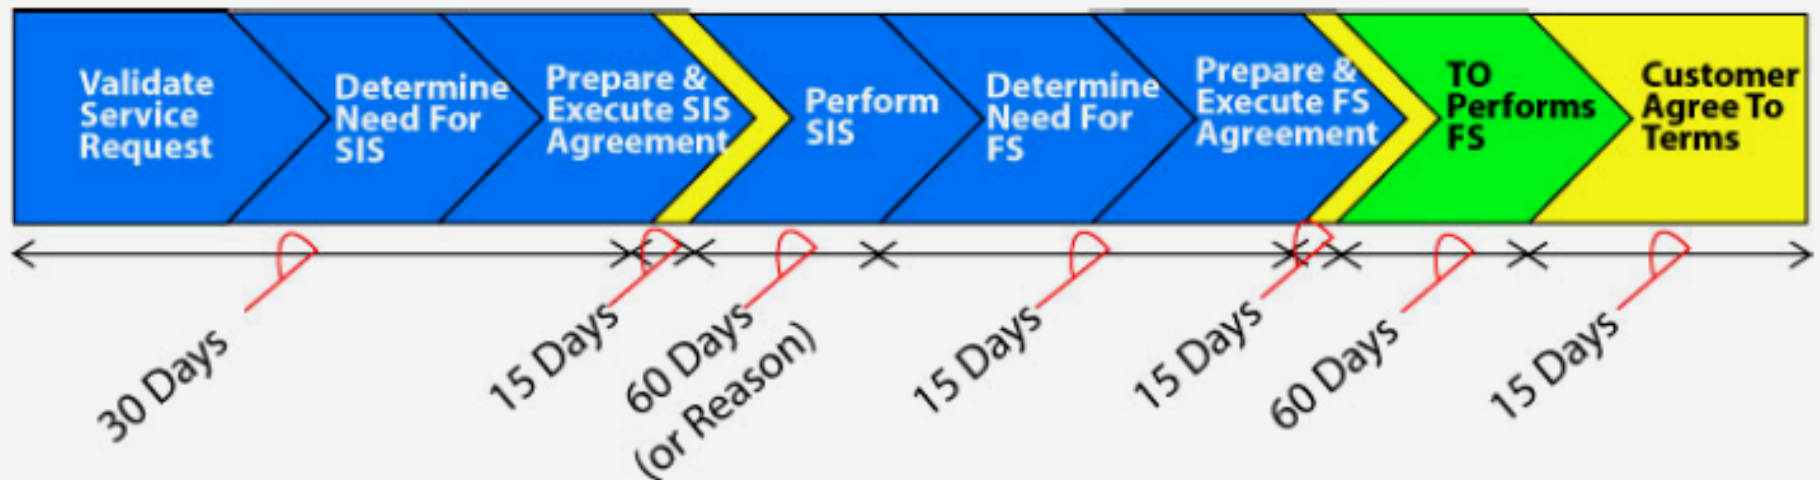 Validate
Service
Request
Determine
Need For
SIS
Prepare &
Execute SIS
Agreement
Perform
SIS
Determine
Need For
FS
Prepare &
Execute FS
Agreement
TO
Performs
FS
Customer
Agree To
Terms
30 Days
15 Days
60 Days
(or Reason)
15 Days
15 Days
60 Days
15 Days